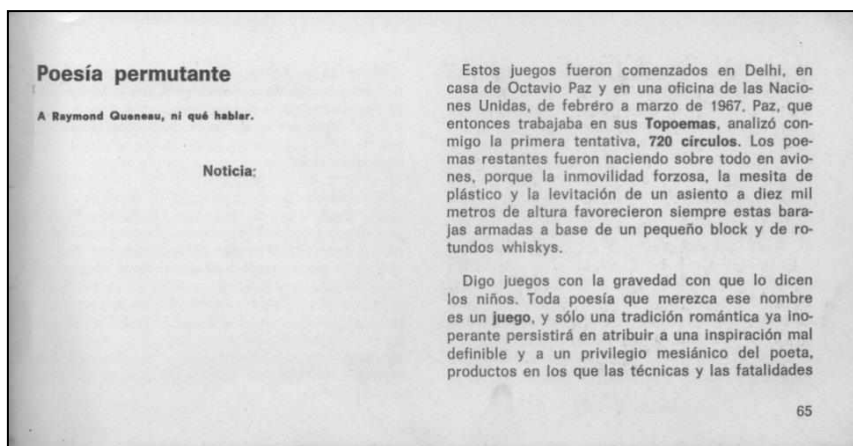 Poesía permutante
A Raymond Queneau, ni qué hablar.
Noticia:
Estos juegos fueron comenzados en Delhi, en
casa de Octavio Paz y en una oficina de las Nacio-
nes Unidas, de febrero a marzo de 1967. Paz, que
entonces trabajaba en sus Topoemas, analizó con-
migo la primera tentativa, 720 círculos. Los poe-
mas restantes fueron naciendo sobre todo en avio-
nes, porque la inmovilidad forzosa, la mesita de
plástico y la levitación de un asiento a diez mil
metros de altura favorecieron siempre estas bara-
jas armadas a base de un pequeño block y de ro-
tundos whiskys.
Digo juegos con la gravedad con que lo dicen
los niños. Toda poesía que merezca ese nombre
es un juego, y sólo una tradición romántica ya ino-
perante persistirá en atribuir a una inspiración mal
definible y a un privilegio mesiánico del poeta,
productos en los que las técnicas y las fatalidades
65